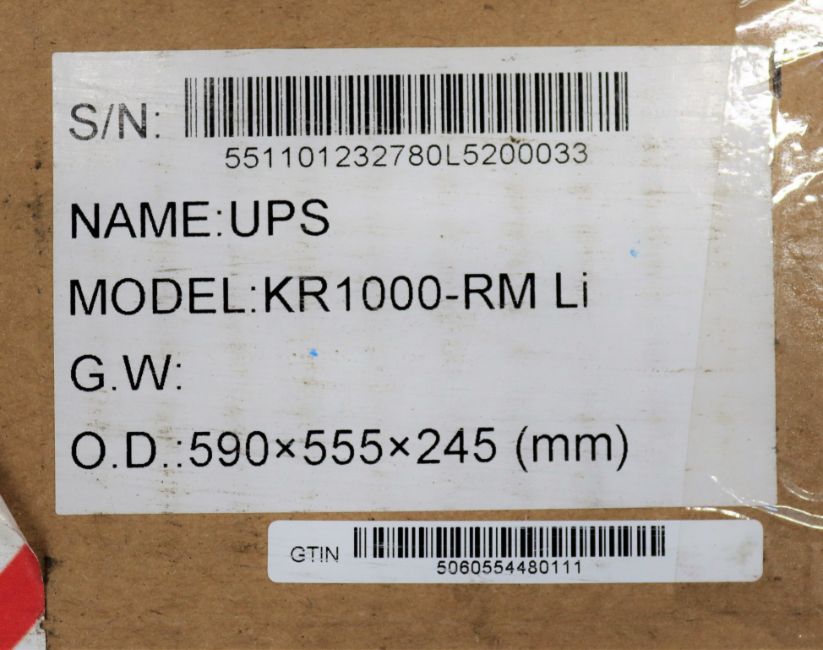 S/N:
551101232780L5200033
NAME:UPS
MODEL:KR1000-RM Li
G.W:
O.D.:590×555×245 (mm)
GTIN
5060554480111